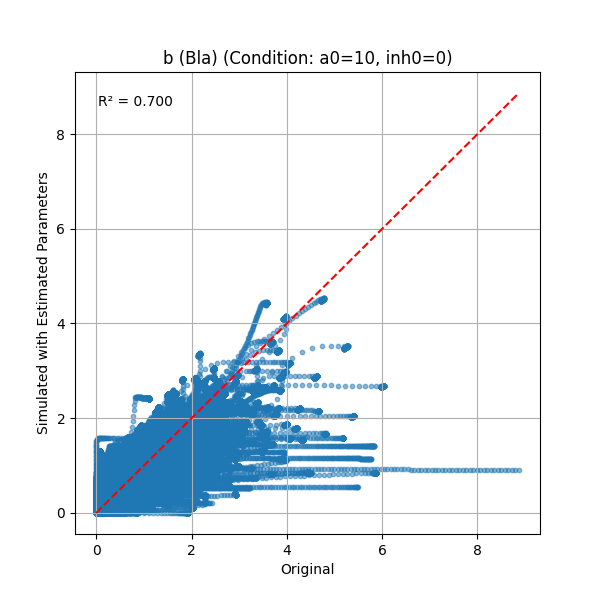 b (Bla) (Condition: a0=10, inh0=0)
R² = 0.700
Simulated with Estimated Parameters
8
6
4
2
0
0 2 4 6 8
Original